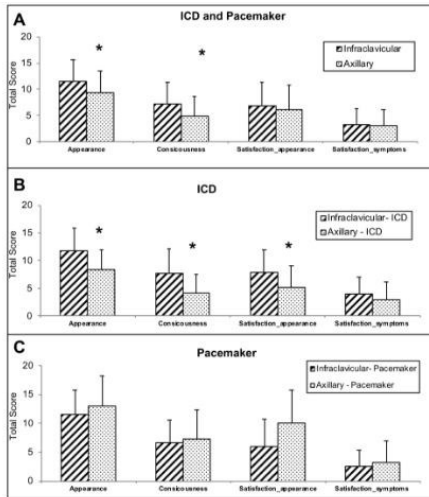 A
ICD and Pacemaker
Infraclavicular
Axillary
*
*
Total Score
20
15
10
5
0
Appearance
Consicousness
Satisfaction_appearance
Satisfaction_symptoms
B
ICD
Infraclavicular- ICD
Axillary - ICD
*
*
*
Total Score
20
15
10
5
0
Appearance
Consicousness
Satisfaction_appearance
Satisfaction_symptoms
C
Pacemaker
Infraclavicular- Pacemaker
Axillary - Pacemaker
Total Score
20
15
10
5
0
Appearance
Consicousness
Satisfaction_appearance
Satisfaction_symptoms